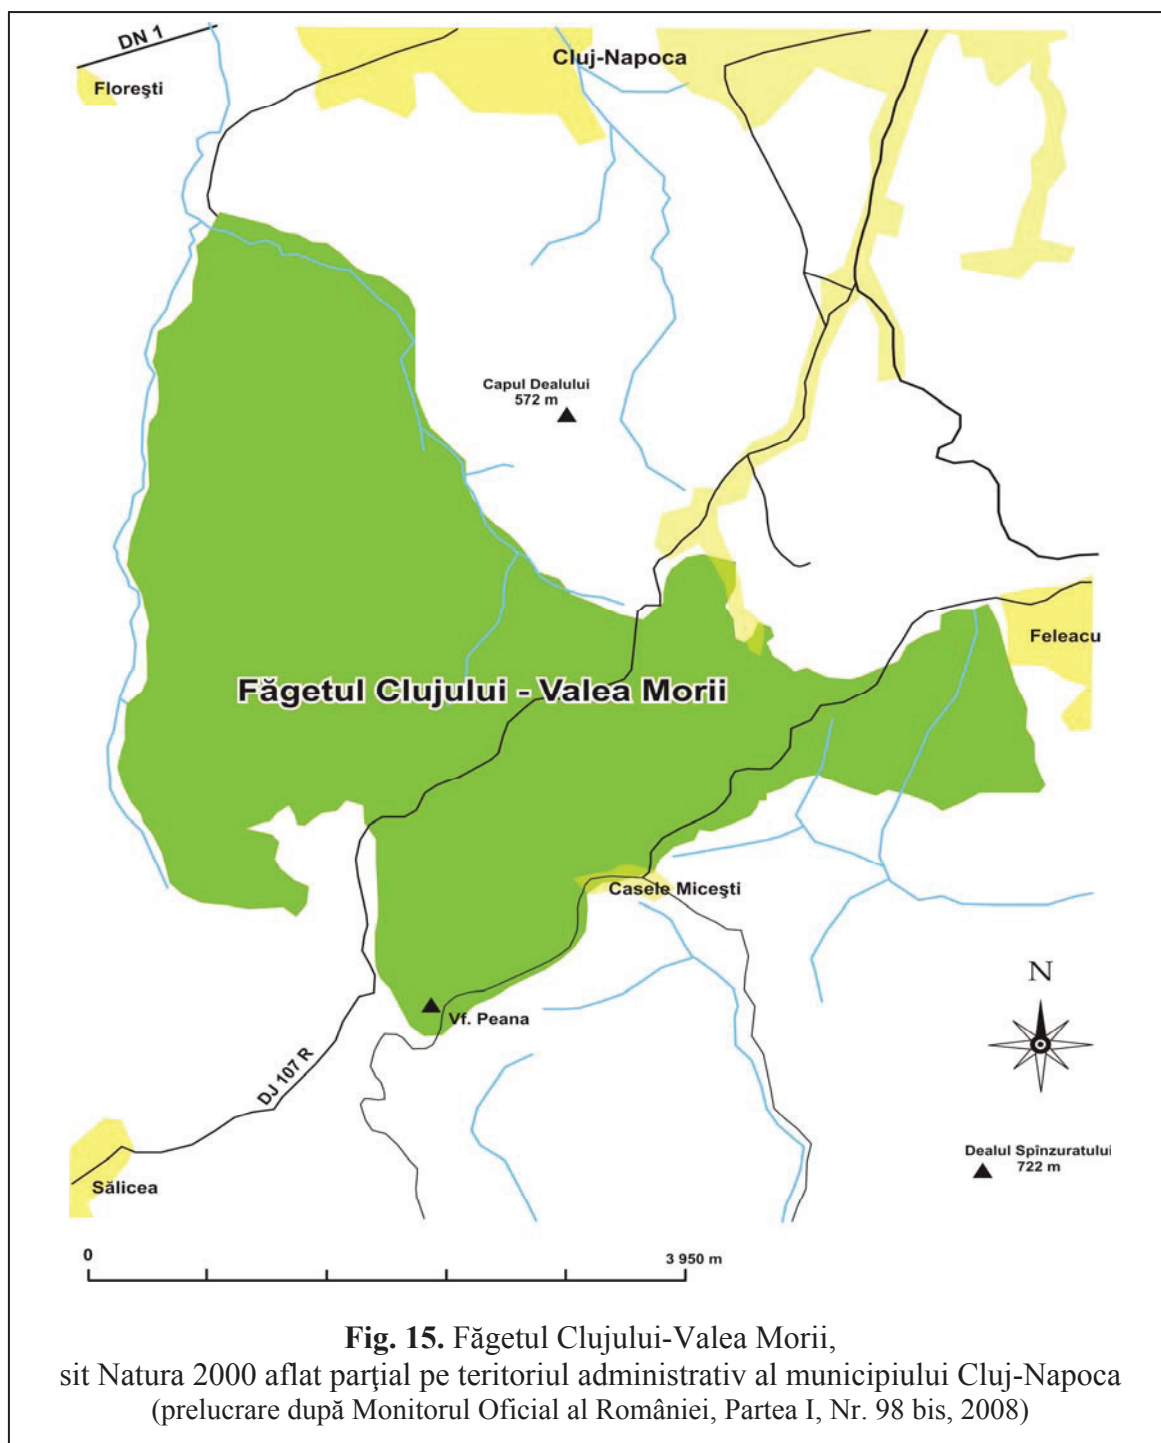 DN 1
Floreşti
Cluj-Napoca
Capul Dealului
572 m
Feleacu
Făgetul Clujului - Valea Morii
Casele Miceşti
N
Vf. Peana
DJ 107 R
Dealul Spînzuratului
722 m
Sălicea
0
3 950 m
Fig. 15. Făgetul Clujului-Valea Morii,
sit Natura 2000 aflat parţial pe teritoriul administrativ al municipiului Cluj-Napoca
(prelucrare după Monitorul Oficial al României, Partea I, Nr. 98 bis, 2008)